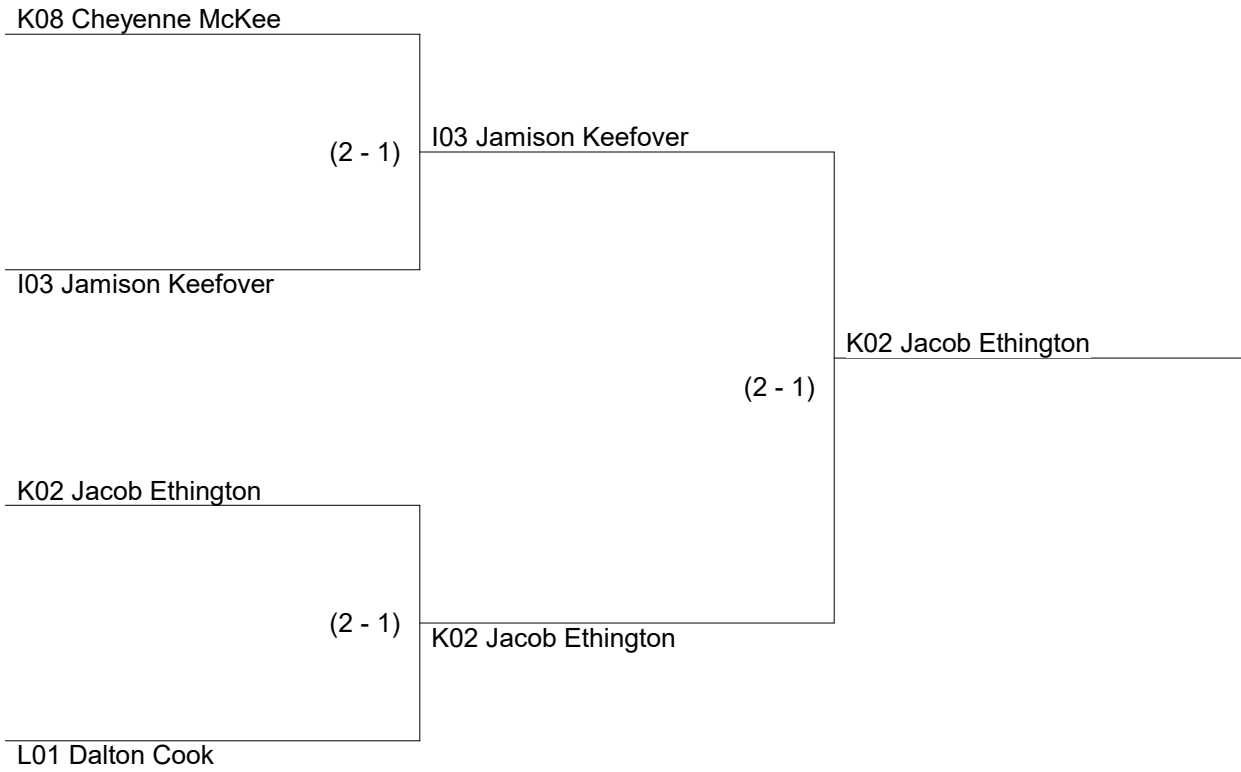 K08 Cheyenne McKee
(2 - 1)
I03 Jamison Keefover
I03 Jamison Keefover
K02 Jacob Ethington
(2 - 1)
K02 Jacob Ethington
(2 - 1)
K02 Jacob Ethington
L01 Dalton Cook